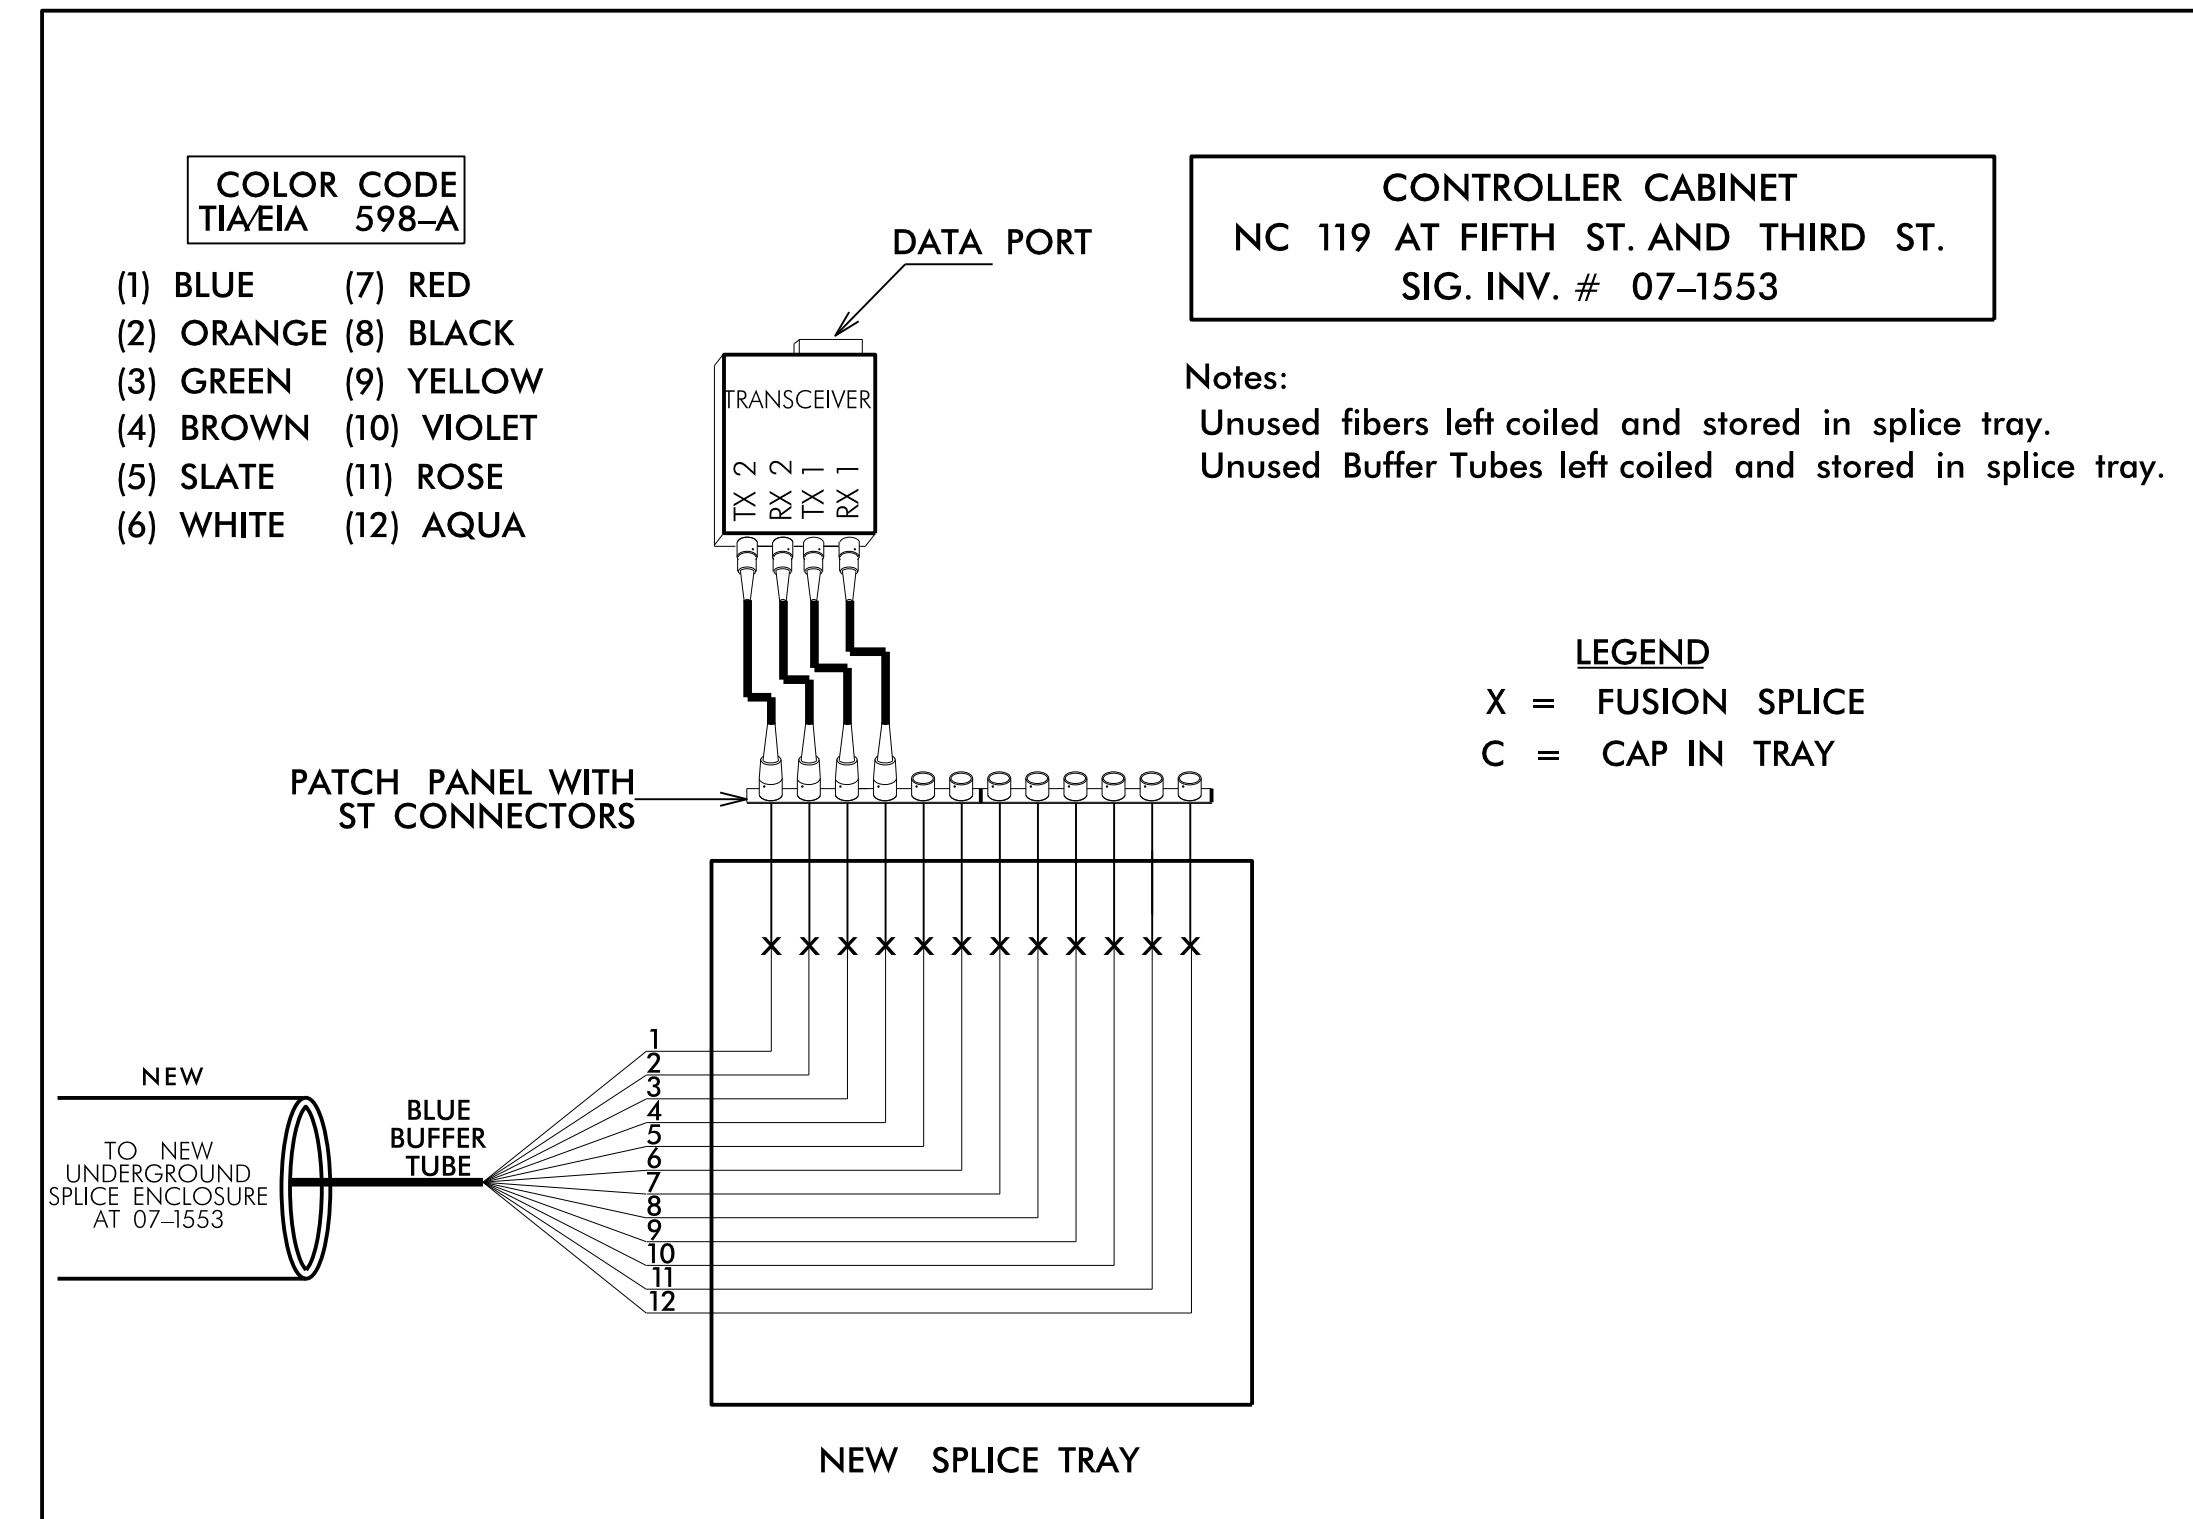 COLOR CODE
TIA/EIA 598-A
(1) BLUE (7) RED
(2) ORANGE (8) BLACK
(3) GREEN (9) YELLOW
(4) BROWN (10) VIOLET
(5) SLATE (11) ROSE
(6) WHITE (12) AQUA
DATA PORT
CONTROLLER CABINET
NC 119 AT FIFTH ST. AND THIRD ST.
SIG. INV. # 07-1553
Notes:
Unused fibers left coiled and stored in splice tray.
Unused Buffer Tubes left coiled and stored in splice tray.
TRANSCEIVER
TX 2
RX 2
TX 1
RX 1
LEGEND
X = FUSION SPLICE
C = CAP IN TRAY
PATCH PANEL WITH
ST CONNECTORS
X X X X X X X X X X X X
1
2
3
4
5
6
7
8
9
10
11
12
NEW
TO NEW
UNDERGROUND
SPLICE ENCLOSURE
AT 07-1553
BLUE
BUFFER
TUBE
NEW SPLICE TRAY